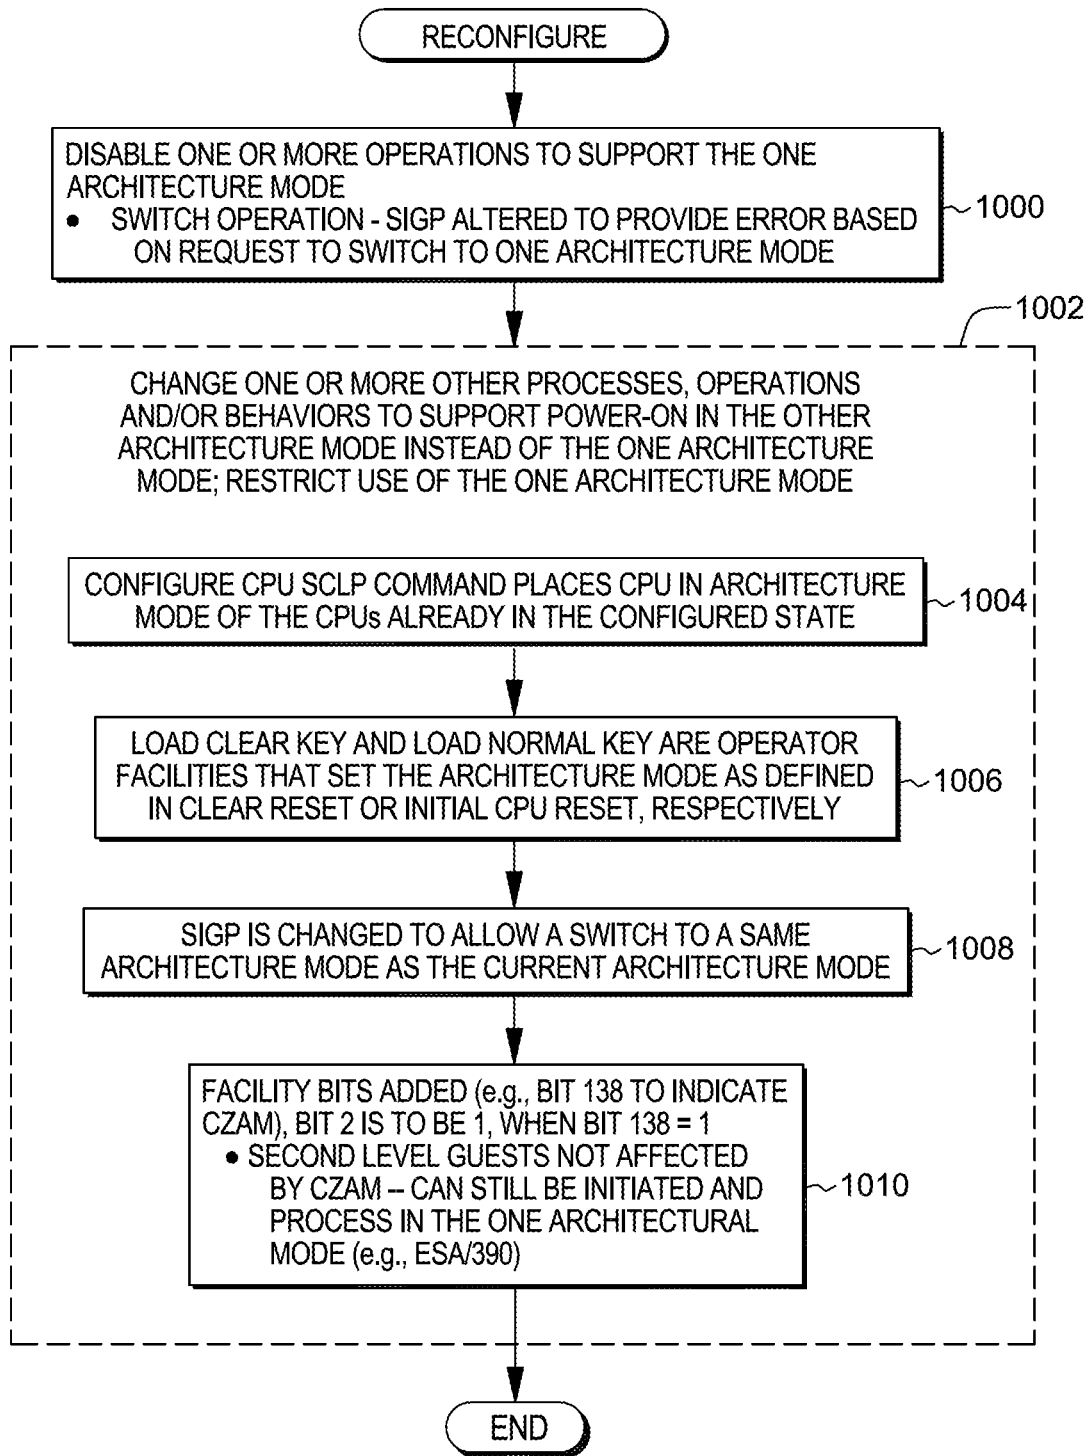 RECONFIGURE
DISABLE ONE OR MORE OPERATIONS TO SUPPORT THE ONE
ARCHITECTURE MODE
• SWITCH OPERATION - SIGP ALTERED TO PROVIDE ERROR BASED
ON REQUEST TO SWITCH TO ONE ARCHITECTURE MODE
1000
1002
CHANGE ONE OR MORE OTHER PROCESSES, OPERATIONS
AND/OR BEHAVIORS TO SUPPORT POWER-ON IN THE OTHER
ARCHITECTURE MODE INSTEAD OF THE ONE ARCHITECTURE
MODE; RESTRICT USE OF THE ONE ARCHITECTURE MODE
CONFIGURE CPU SCLP COMMAND PLACES CPU IN ARCHITECTURE
MODE OF THE CPUs ALREADY IN THE CONFIGURED STATE
1004
LOAD CLEAR KEY AND LOAD NORMAL KEY ARE OPERATOR
FACILITIES THAT SET THE ARCHITECTURE MODE AS DEFINED
IN CLEAR RESET OR INITIAL CPU RESET, RESPECTIVELY
1006
SIGP IS CHANGED TO ALLOW A SWITCH TO A SAME
ARCHITECTURE MODE AS THE CURRENT ARCHITECTURE MODE
1008
FACILITY BITS ADDED (e.g., BIT 138 TO INDICATE
CZAM), BIT 2 IS TO BE 1, WHEN BIT 138 = 1
• SECOND LEVEL GUESTS NOT AFFECTED
BY CZAM -- CAN STILL BE INITIATED AND
PROCESS IN THE ONE ARCHITECTURAL
MODE (e.g., ESA/390)
1010
END